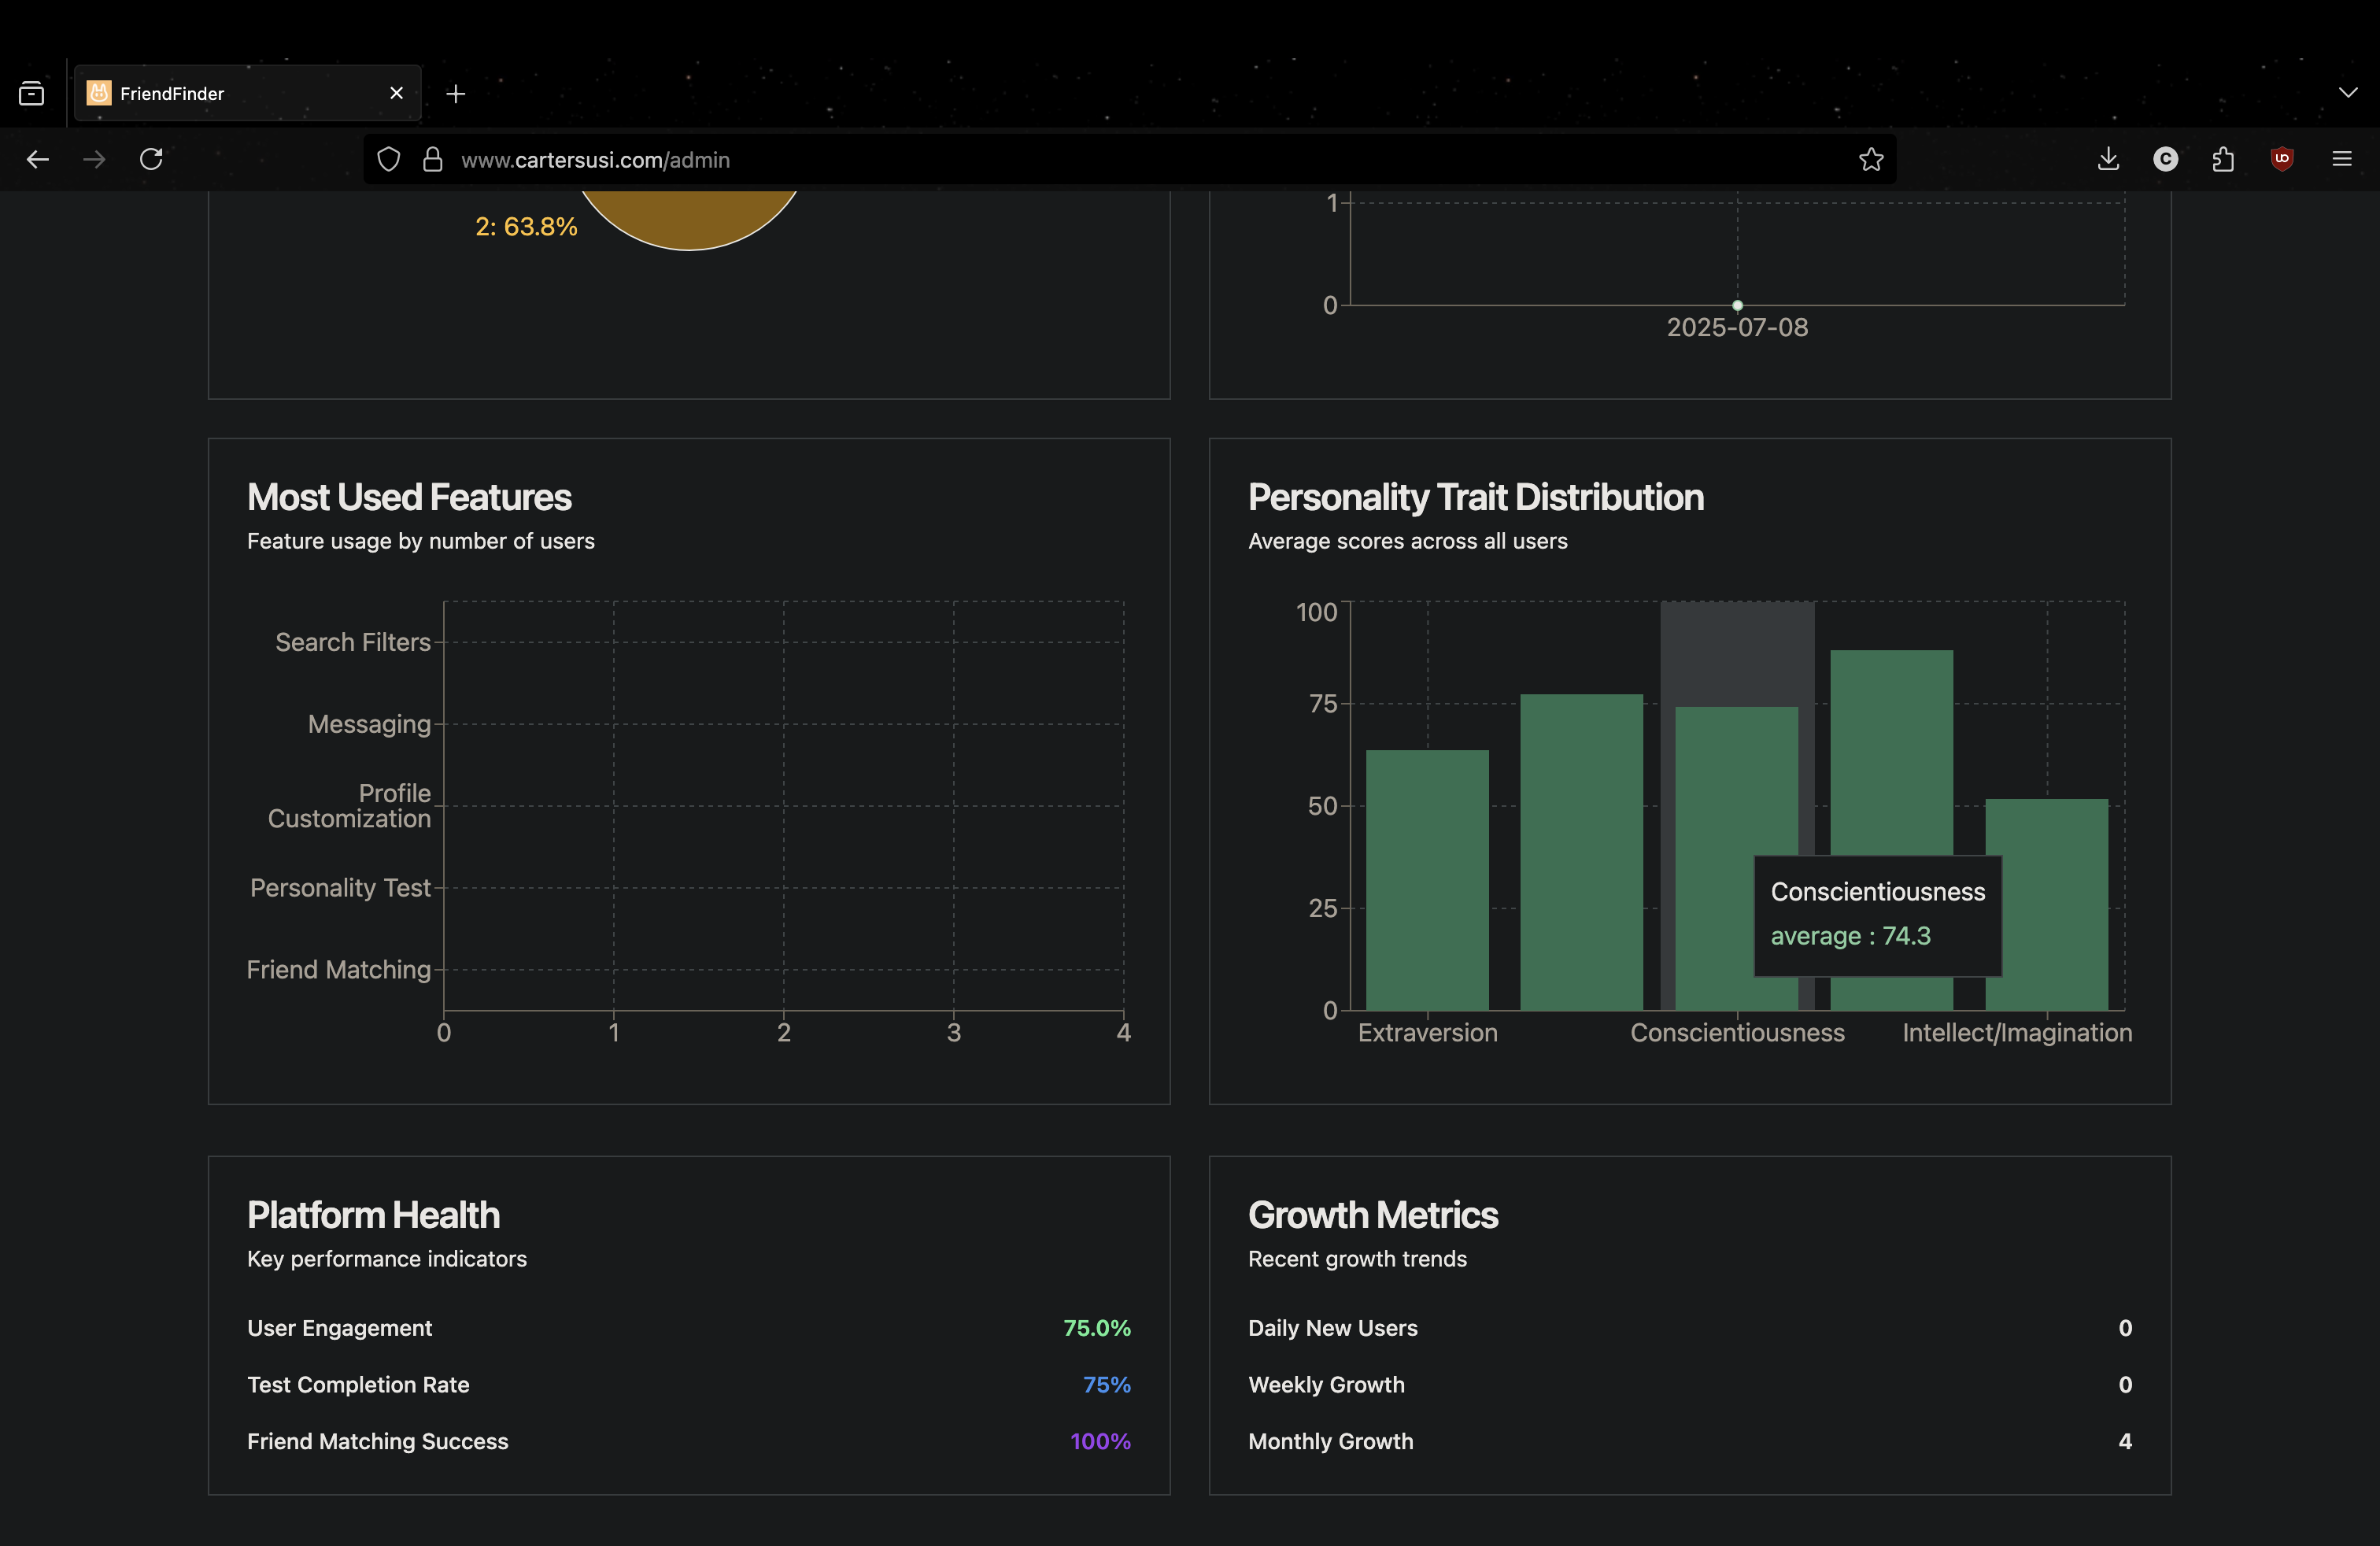 FriendFinder
www.cartersusi.com/admin
2: 63.8%
1
0
2025-07-08
Most Used Features
Feature usage by number of users
Search Filters
Messaging
Profile
Customization
Personality Test
Friend Matching
0 1 2 3 4
Personality Trait Distribution
Average scores across all users
100
75
50
25
0
Conscientiousness
average : 74.3
Extraversion Conscientiousness Intellect/Imagination
Platform Health
Key performance indicators
User Engagement 75.0%
Test Completion Rate 75%
Friend Matching Success 100%
Growth Metrics
Recent growth trends
Daily New Users 0
Weekly Growth 0
Monthly Growth 4